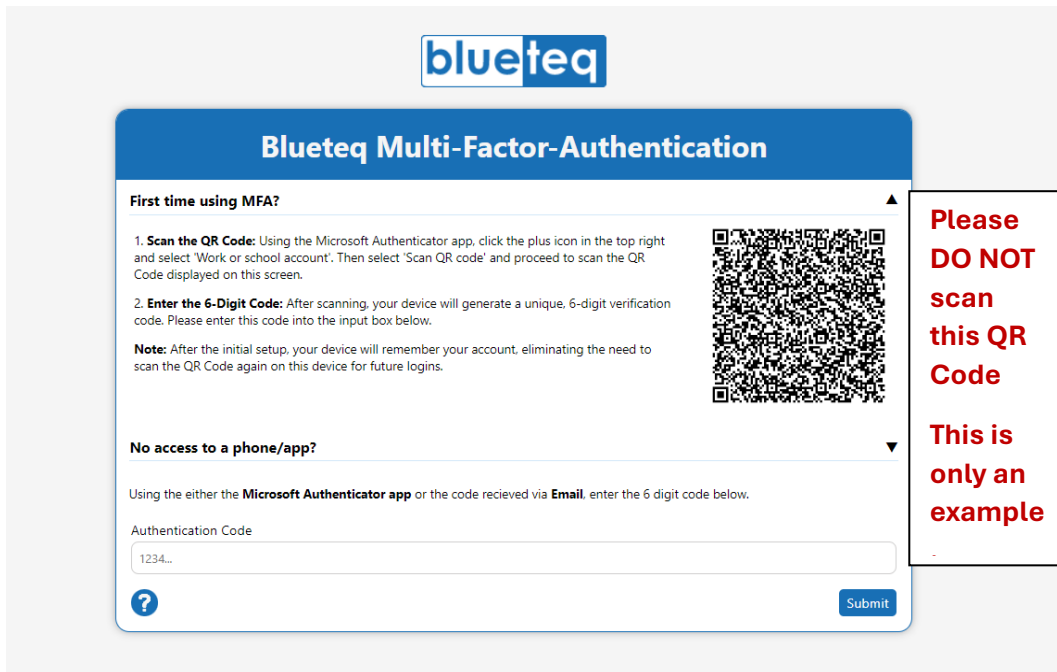 blueteq
Blueteq Multi-Factor-Authentication
First time using MFA?
▲
1. Scan the QR Code: Using the Microsoft Authenticator app, click the plus icon in the top right
and select 'Work or school account'. Then select 'Scan QR code' and proceed to scan the QR
Code displayed on this screen.
2. Enter the 6-Digit Code: After scanning, your device will generate a unique, 6-digit verification
code. Please enter this code into the input box below.
Note: After the initial setup, your device will remember your account, eliminating the need to
scan the QR Code again on this device for future logins.
Please
DO NOT
scan
this QR
Code
This is
only an
example
.
No access to a phone/app?
▼
Using the either the Microsoft Authenticator app or the code recieved via Email, enter the 6 digit code below.
Authentication Code
1234...
?
Submit